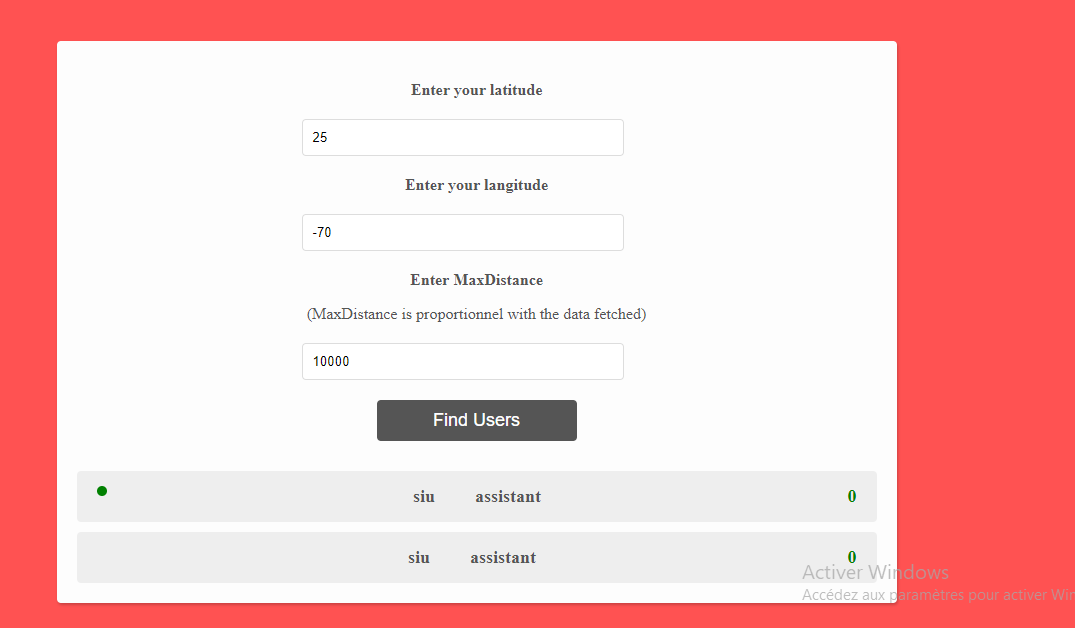 Enter your latitude
25
Enter your langitude
-70
Enter MaxDistance
(MaxDistance is proportionnel with the data fetched)
10000
Find Users
siu assistant 0
siu assistant 0
Activer Windows
Accédez aux paramètres pour activer Win